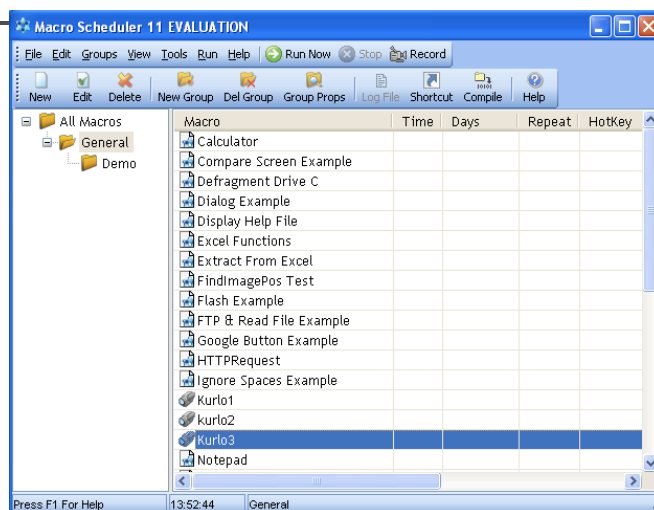 Macro Scheduler 11 EVALUATION
File Edit Groups View Tools Run Help Run Now Stop Record
New Edit Delete New Group Del Group Group Props Log File Shortcut Compile Help
All Macros
General
Demo
Macro Time Days Repeat HotKey
Calculator
Compare Screen Example
Defragment Drive C
Dialog Example
Display Help File
Excel Functions
Extract From Excel
FindImagePos Test
Flash Example
FTP & Read File Example
Google Button Example
HTTPRequest
Ignore Spaces Example
Kurlo1
kurlo2
Kurlo3
Notepad
Press F1 For Help 13:52:44 General